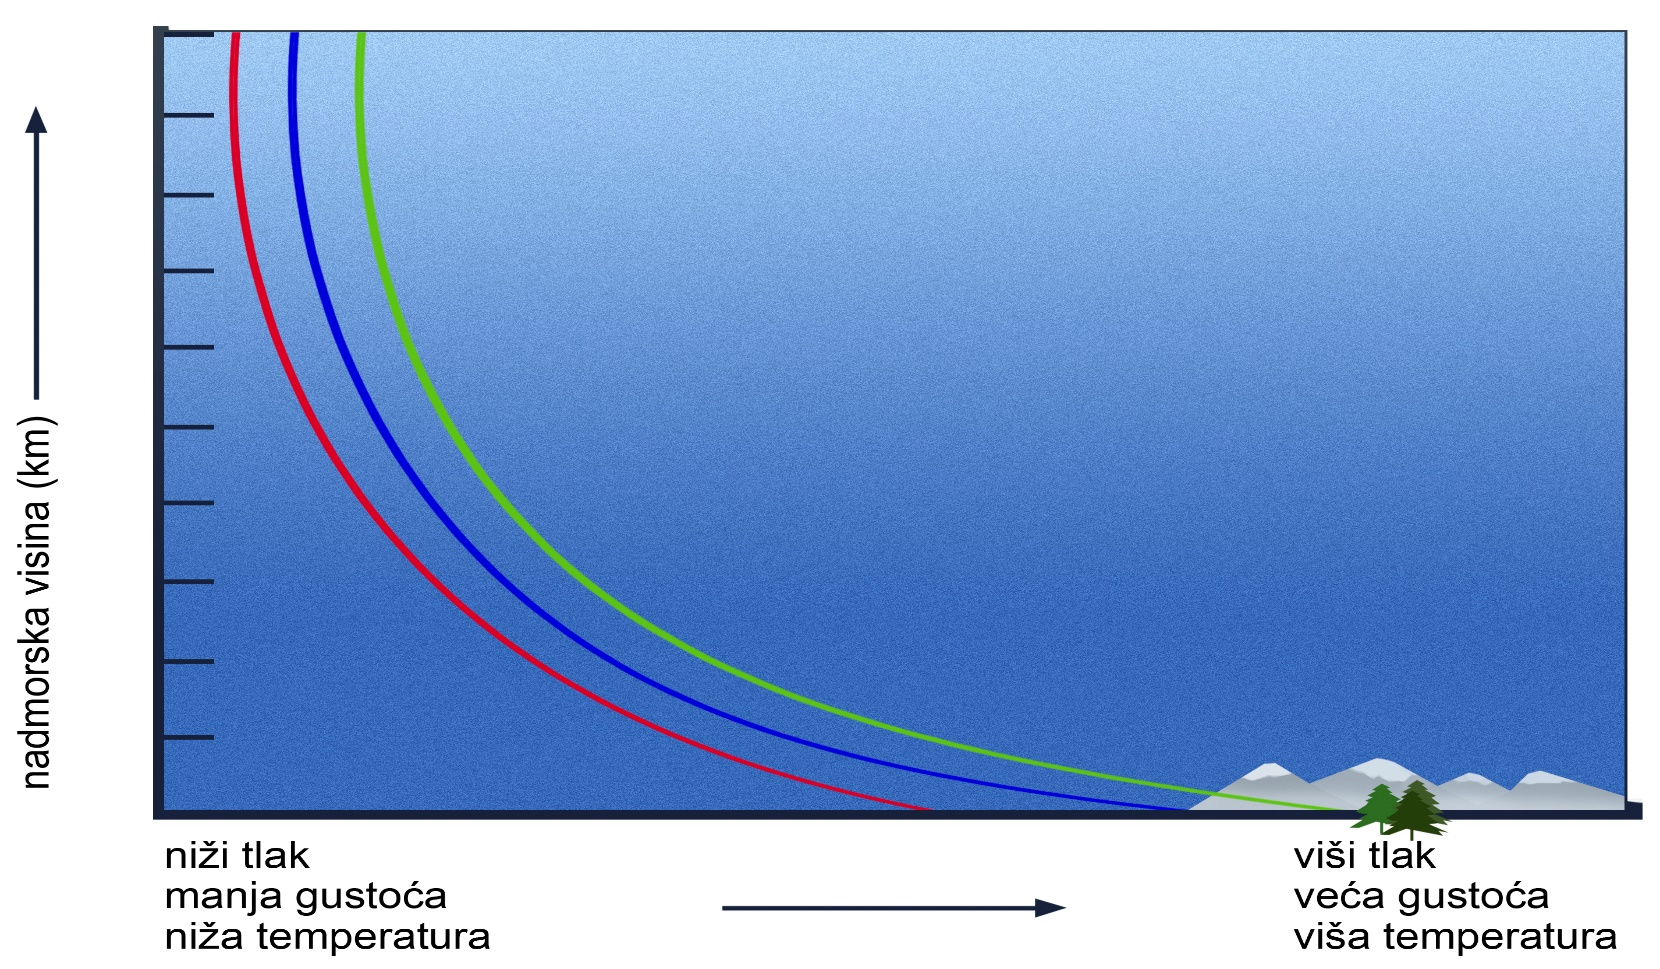 nadmorska visina (km)
niži tlak
manja gustoća
niža temperatura
viši tlak
veća gustoća
viša temperatura